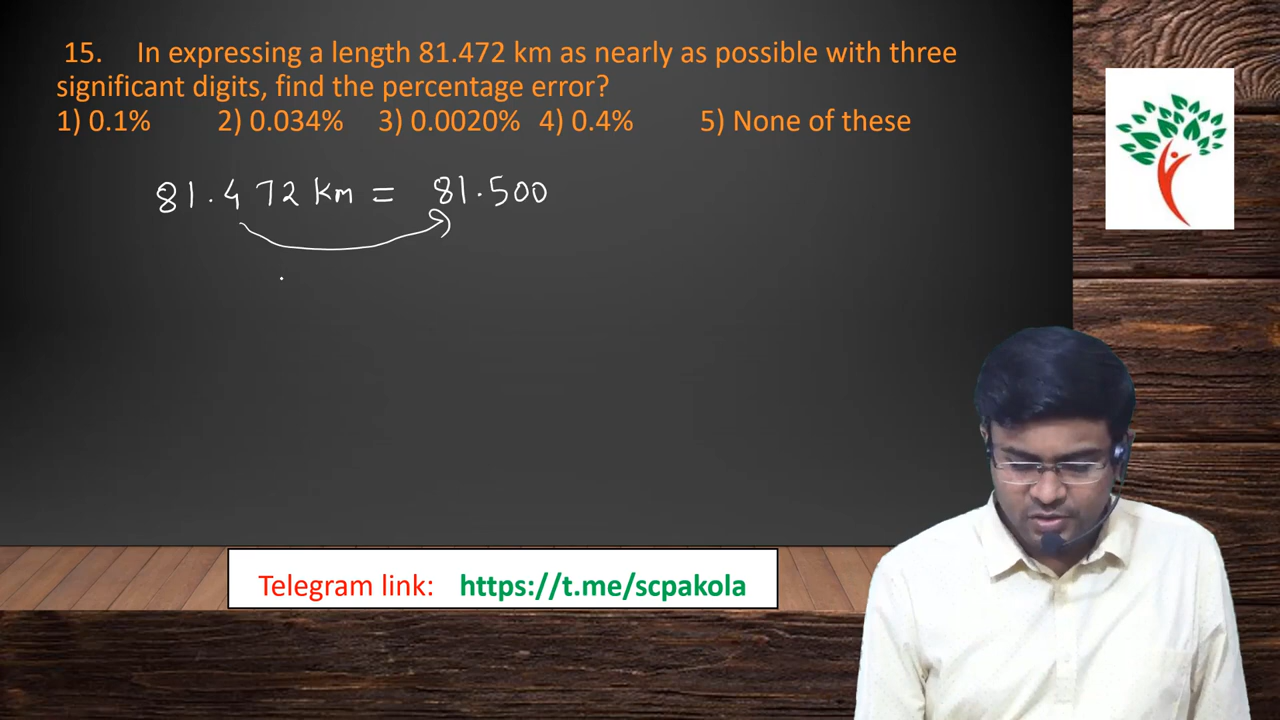 15. In expressing a length 81.472 km as nearly as possible with three
significant digits, find the percentage error?
1) 0.1% 2) 0.034% 3) 0.0020% 4) 0.4% 5) None of these
81.472 km = 81.500
Telegram link: https://t.me/scpakola